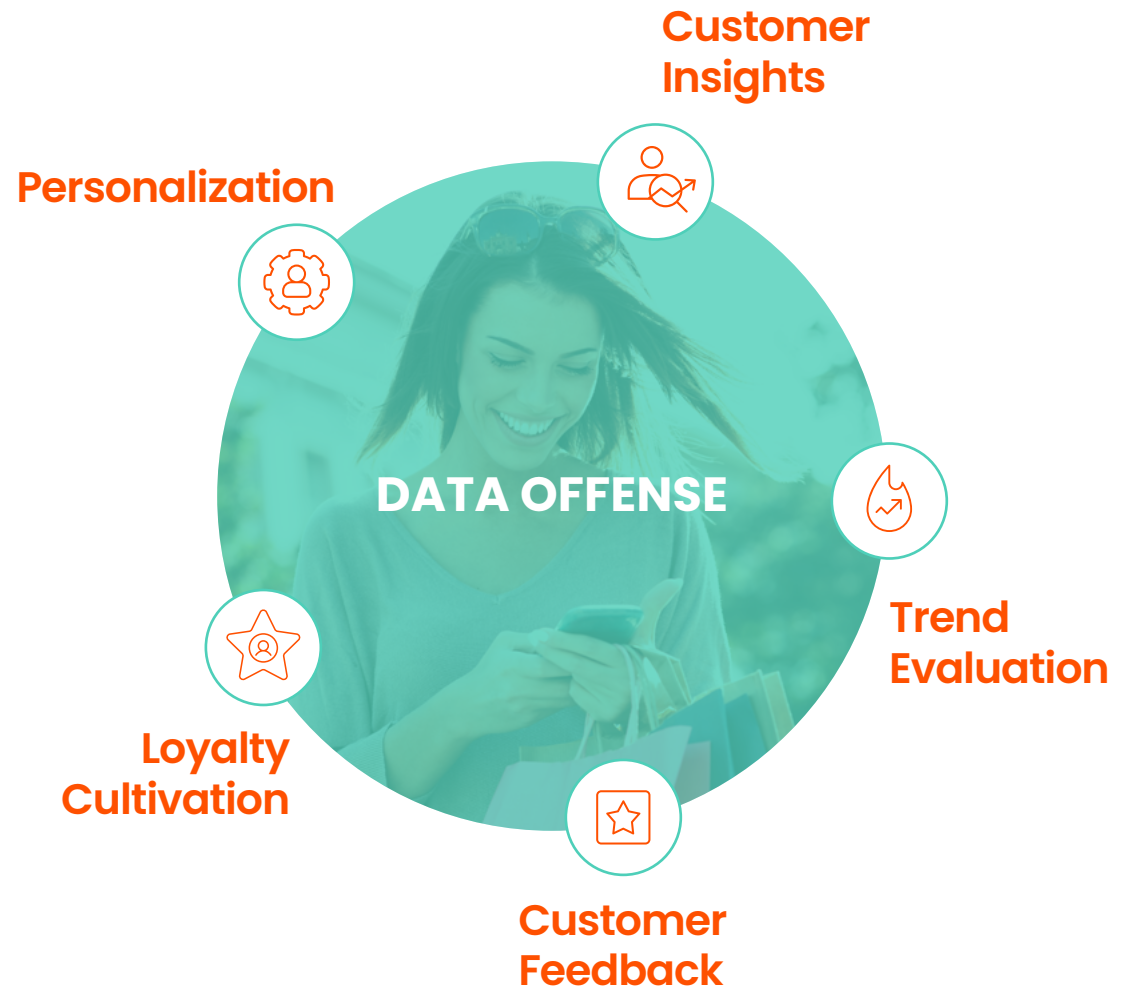 Customer
Insights
Personalization
DATA OFFENSE
Trend
Evaluation
Loyalty
Cultivation
Customer
Feedback